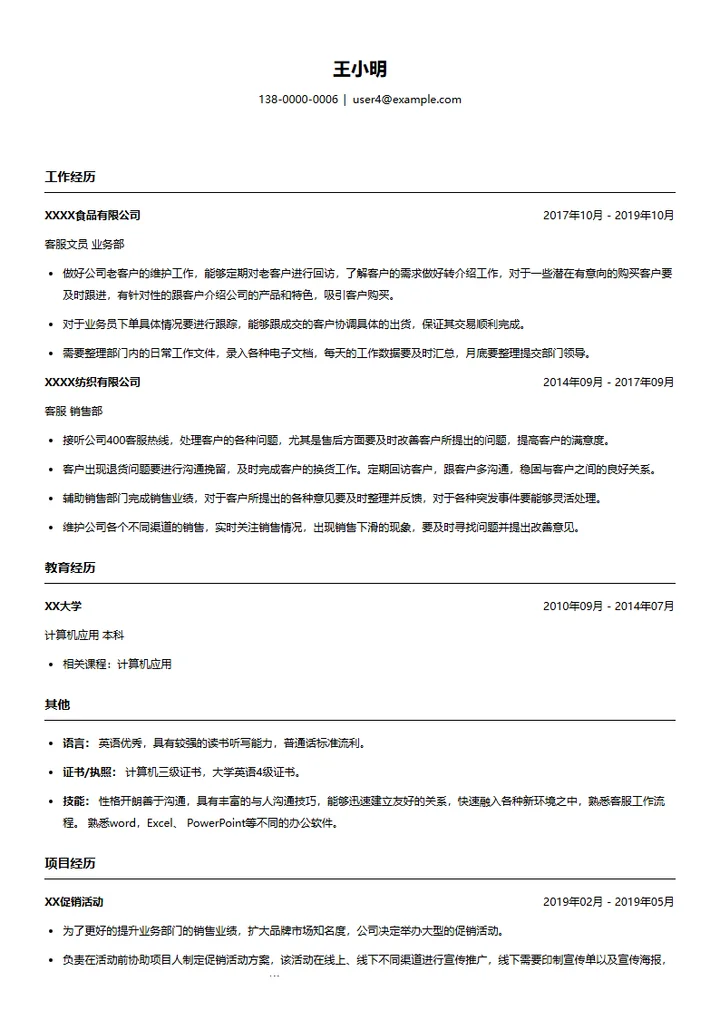 王小明
138-0000-0006 | user4@example.com
工作经历
XXXX食品有限公司 2017年10月 - 2019年10月
客服文员 业务部
• 做好公司老客户的维护工作，能够定期对老客户进行回访，了解客户的需求做好转介绍工作，对于一些潜在有意向的购买客户要
及时跟进，有针对性的跟客户介绍公司的产品和特色，吸引客户购买。
• 对于业务员下单具体情况要进行跟踪，能够跟成交的客户协调具体的出货，保证其交易顺利完成。
• 需要整理部门内的日常工作文件，录入各种电子文档，每天的工作数据要及时汇总，月底要整理提交部门领导。
XXXX纺织有限公司 2014年09月 - 2017年09月
客服 销售部
• 接听公司400客服热线，处理客户的各种问题，尤其是售后方面要及时改善客户所提出的问题，提高客户的满意度。
• 客户出现退货问题要进行沟通挽留，及时完成客户的换货工作。定期回访客户，跟客户多沟通，稳固与客户之间的良好关系。
• 辅助销售部门完成销售业绩，对于客户所提出的各种意见要及时整理并反馈，对于各种突发事件要能够灵活处理。
• 维护公司各个不同渠道的销售，实时关注销售情况，出现销售下滑的现象，要及时寻找问题并提出改善意见。
教育经历
XX大学 2010年09月 - 2014年07月
计算机应用 本科
• 相关课程：计算机应用
其他
• 语言： 英语优秀，具有较强的读书听写能力，普通话标准流利。
• 证书/执照： 计算机三级证书，大学英语4级证书。
• 技能： 性格开朗善于沟通，具有丰富的与人沟通技巧，能够迅速建立友好的关系，快速融入各种新环境之中，熟悉客服工作流
程。 熟悉word，Excel、 PowerPoint等不同的办公软件。
项目经历
XX促销活动 2019年02月 - 2019年05月
• 为了更好的提升业务部门的销售业绩，扩大品牌市场知名度，公司决定举办大型的促销活动。
• 负责在活动前协助项目人制定促销活动方案，该活动在线上、线下不同渠道进行宣传推广，线下需要印制宣传单以及宣传海报，
...